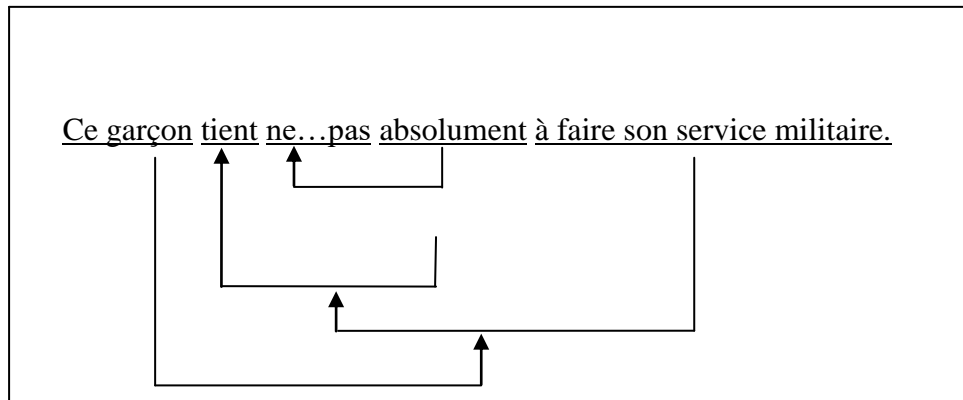 Ce garçon tient ne…pas absolument à faire son service militaire.